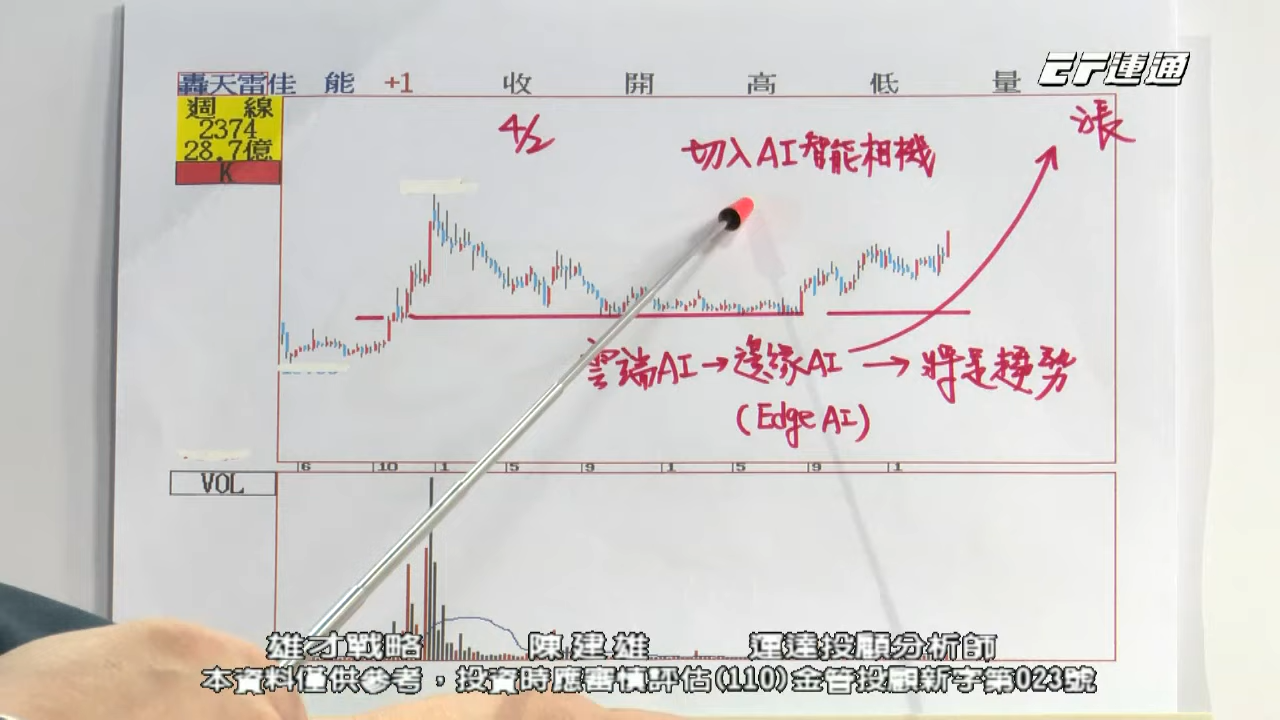 CTi運通
轟天雷佳 能 +1 收 開 高 低 量
週 線
2374
28.7億
K
4/2
切入AI智能相機
漲
雲端AI→邊緣AI→將是趨勢
(Edge AI)
6 10 1 5 9 1 5 9 1
VOL
雄才戰略 陳建雄 運達投顧分析師
本資料僅供參考，投資時應審慎評估(110)金管投顧新字第023號